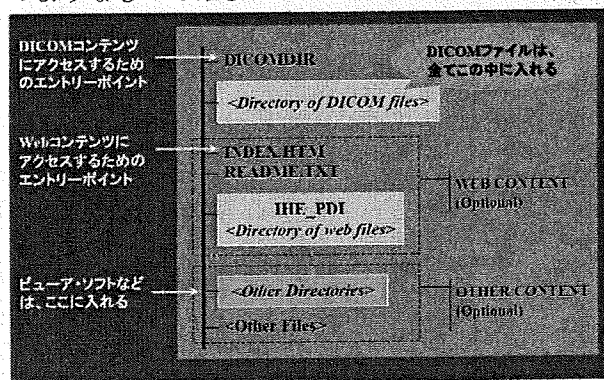 DICOMコンテンツ
にアクセスするため
のエントリーポイント
DICOMDIR
DICOMファイルは、
全てこの中に入れる
<Directory of DICOM files>
Webコンテンツに
アクセスするための
エントリーポイント
INDEX.HTM
README.TXT
IHE_PDI
<Directory of web files>
WEB CONTENT
(Optional)
ビューア・ソフトなど
は、ここに入れる
<Other Directories>
<Other Files>
OTHER CONTENT
(Optional)